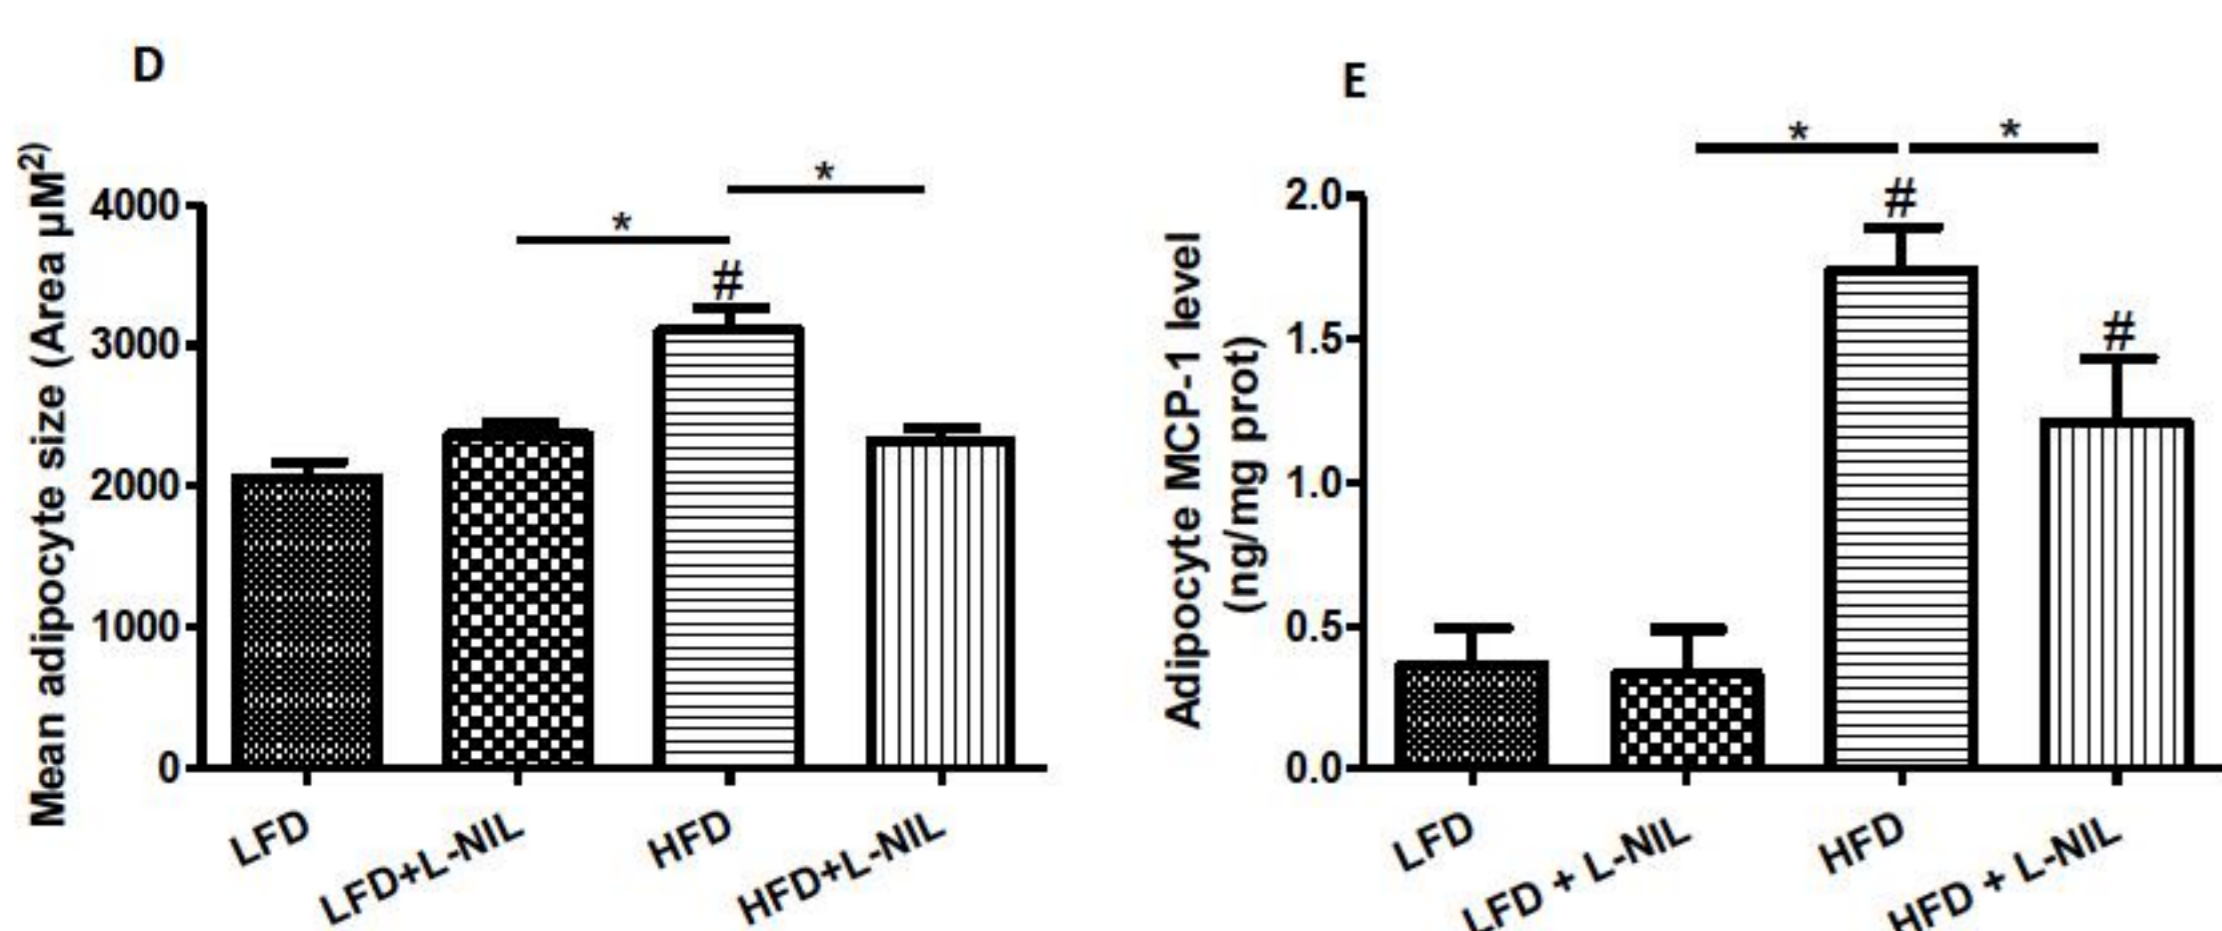 D
Mean adipocyte size (Area µM2)
4000
3000
2000
1000
0
*
*
#
LFD
LFD+L-NIL
HFD
HFD+L-NIL
E
Adipocyte MCP-1 level
(ng/mg prot)
2.0
1.5
1.0
0.5
0.0
*
*
#
#
LFD
LFD + L-NIL
HFD
HFD + L-NIL